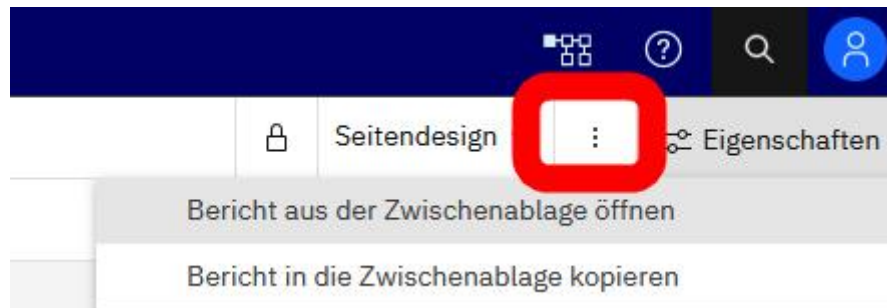 Seitendesign
Eigenschaften
Bericht aus der Zwischenablage öffnen
Bericht in die Zwischenablage kopieren